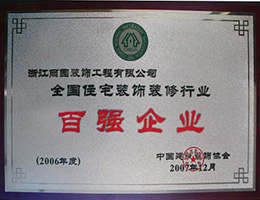 浙江丽园装饰工程有限公司
全国住宅装饰装修行业
百强企业
(2006年度)
中国建筑装饰协会
2007年12月